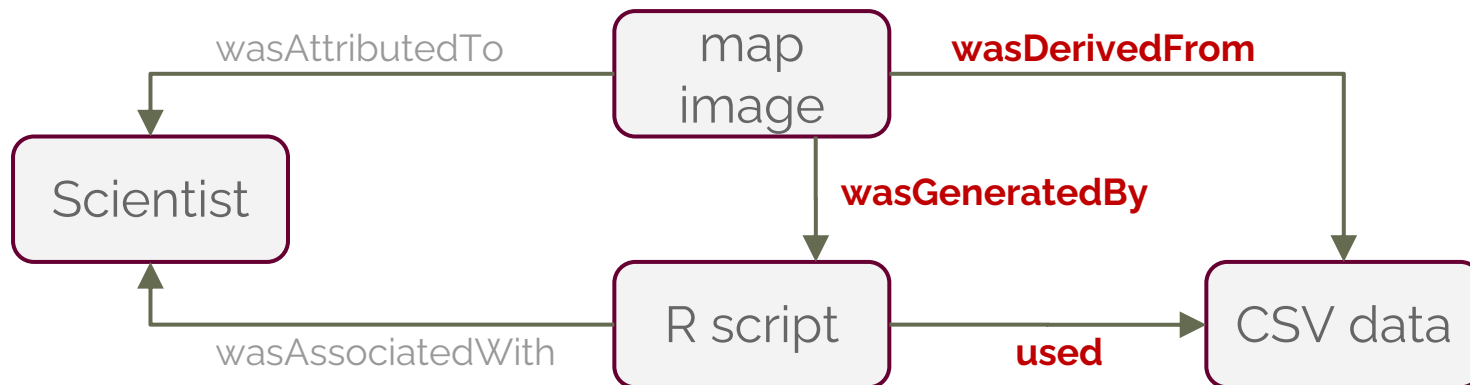 wasAttributedTo
map
image
wasDerivedFrom
Scientist
wasGeneratedBy
R script
CSV data
wasAssociatedWith
used